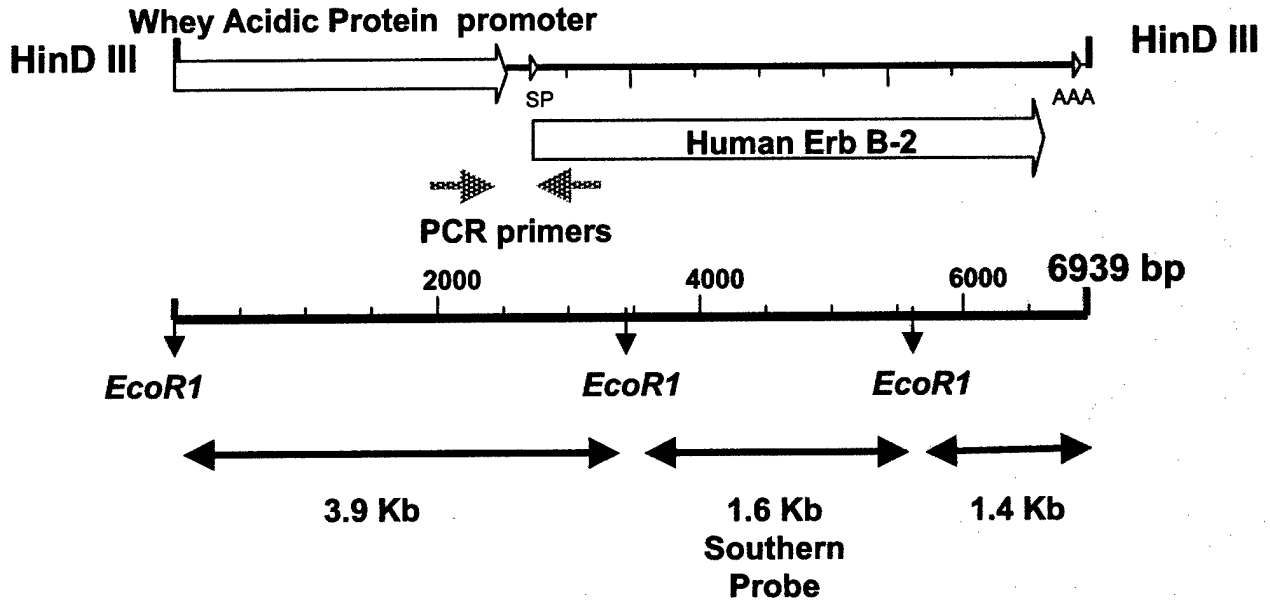 Whey Acidic Protein promoter
HinD III
HinD III
SP
AAA
Human Erb B-2
PCR primers
2000
4000
6000
6939 bp
EcoR1
EcoR1
EcoR1
3.9 Kb
1.6 Kb
1.4 Kb
Southern
Probe